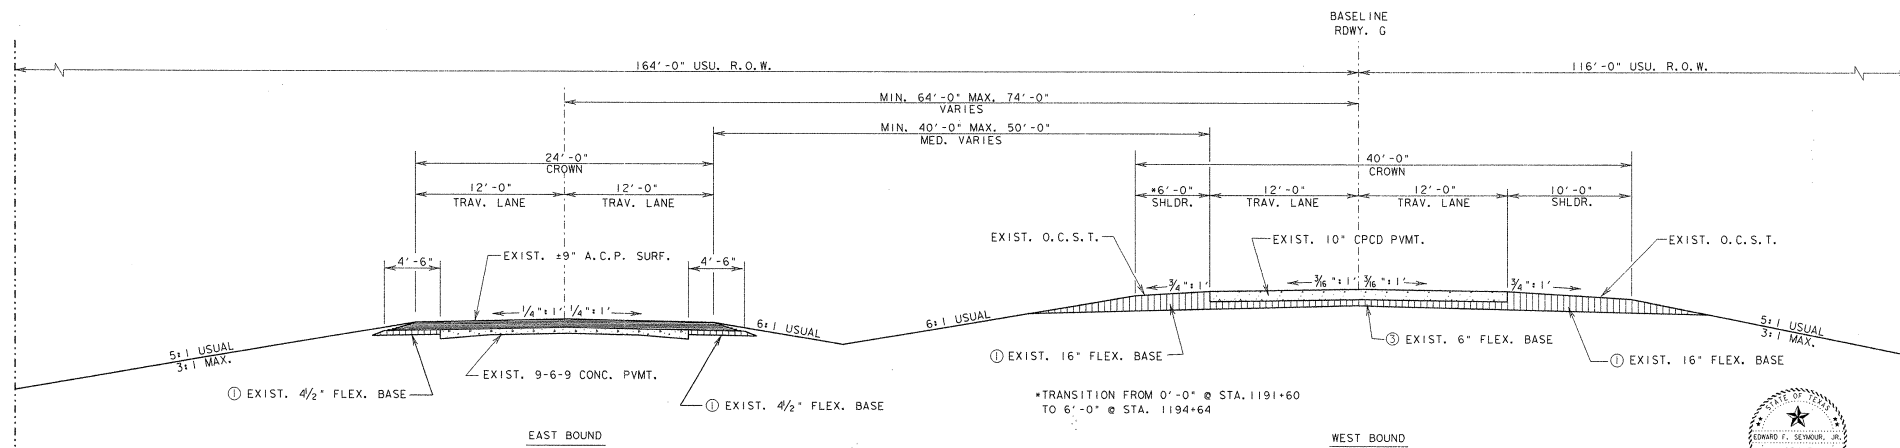 BASELINE
RDWY. G
164'-0" USU. R.O.W.
116'-0" USU. R.O.W.
MIN. 64'-0" MAX. 74'-0"
VARIES
MIN. 40'-0" MAX. 50'-0"
MED. VARIES
24'-0"
CROWN
40'-0"
CROWN
12'-0"
TRAV. LANE
12'-0"
TRAV. LANE
*6'-0"
SHLDR.
12'-0"
TRAV. LANE
12'-0"
TRAV. LANE
10'-0"
SHLDR.
EXIST. O.C.S.T.
EXIST. 10" CPCD PVMT.
EXIST. O.C.S.T.
4'-6"
EXIST. ±9" A.C.P. SURF.
4'-6"
3/4":1'
3/16":1'
3/16":1'
3/4":1'
1/4":1'
1/4":1'
6:1 USUAL
6:1 USUAL
5:1 USUAL
3:1 MAX.
5:1 USUAL
3:1 MAX.
① EXIST. 16" FLEX. BASE
③ EXIST. 6" FLEX. BASE
① EXIST. 16" FLEX. BASE
EXIST. 9-6-9 CONC. PVMT.
① EXIST. 4½" FLEX. BASE
① EXIST. 4½" FLEX. BASE
*TRANSITION FROM 0'-0" @ STA. 1191+60
TO 6'-0" @ STA. 1194+64
STATE OF TEXAS
EDWARD F. SEYMOUR, JR.
EAST BOUND
WEST BOUND